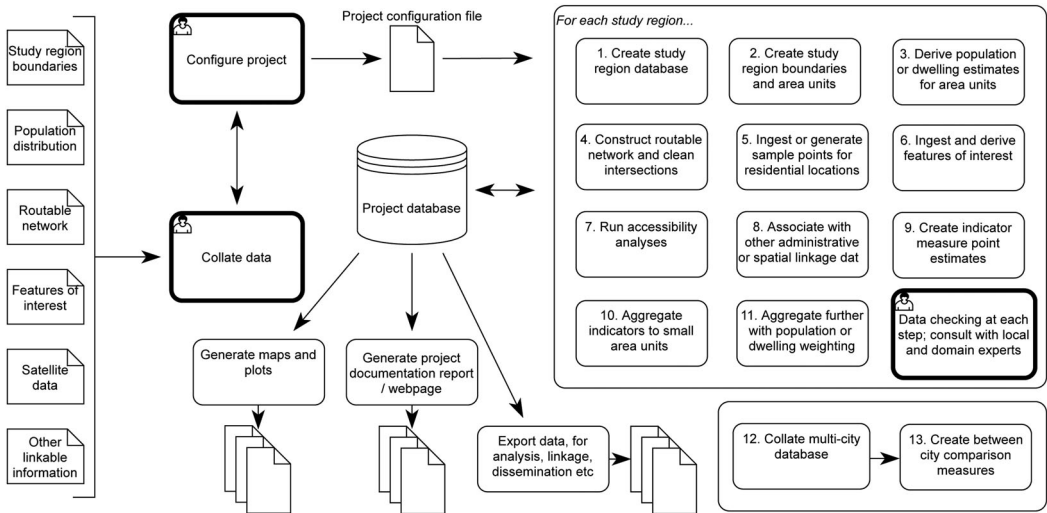 Study region
boundaries
Population
distribution
Routable
network
Features of
interest
Satellite
data
Other
linkable
information
Configure project
Collate data
Project configuration file
Project database
Generate maps and
plots
Generate project
documentation report
/ webpage
Export data, for
analysis, linkage,
dissemination etc
For each study region...
1. Create study
region database
2. Create study
region boundaries
and area units
3. Derive population
or dwelling estimates
for area units
4. Construct routable
network and clean
intersections
5. Ingest or generate
sample points for
residential locations
6. Ingest and derive
features of interest
7. Run accessibility
analyses
8. Associate with
other administrative
or spatial linkage dat
9. Create indicator
measure point
estimates
10. Aggregate
indicators to small
area units
11. Aggregate further
with population or
dwelling weighting
Data checking at each
step; consult with local
and domain experts
12. Collate multi-city
database
13. Create between
city comparison
measures